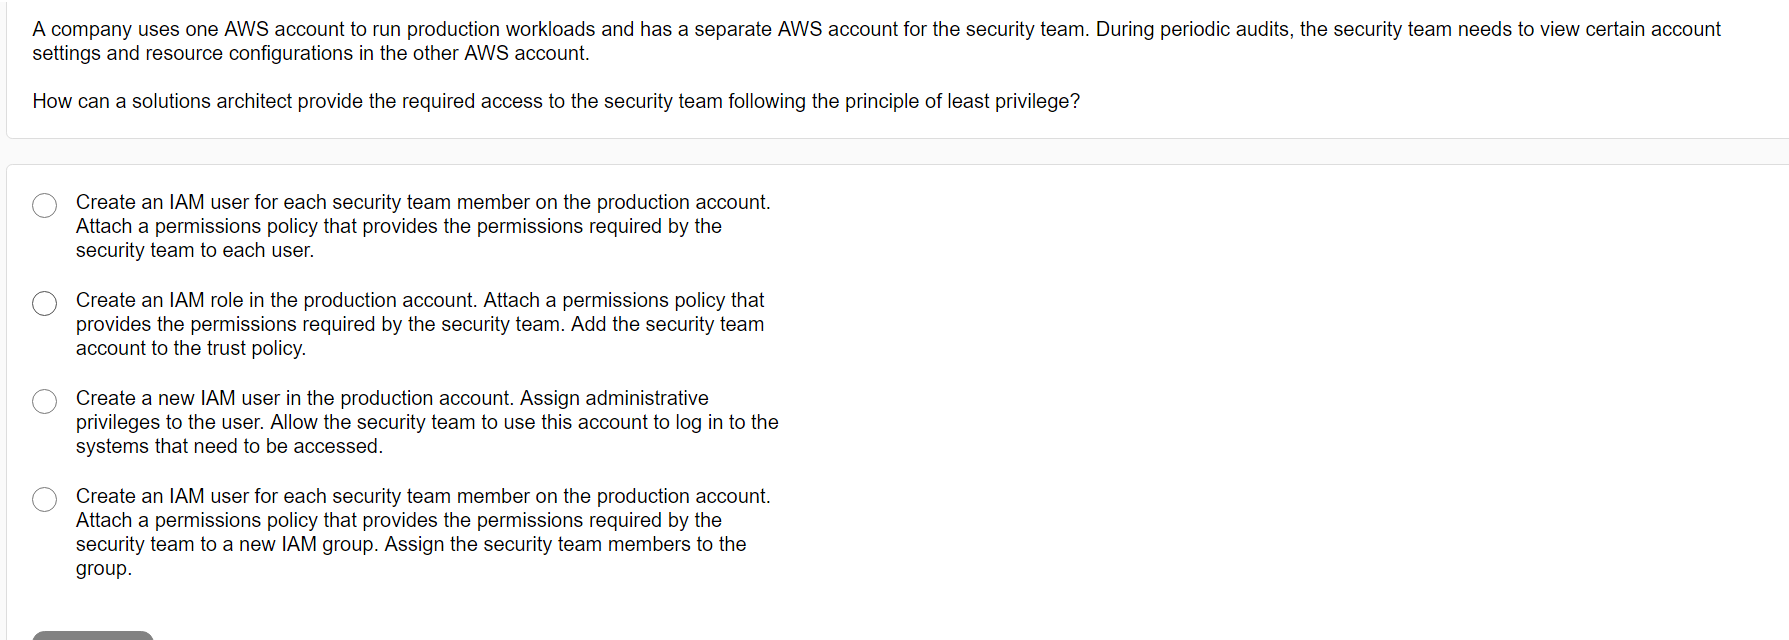 A company uses one AWS account to run production workloads and has a separate AWS account for the security team. During periodic audits, the security team needs to view certain account
settings and resource configurations in the other AWS account.
How can a solutions architect provide the required access to the security team following the principle of least privilege?
Create an IAM user for each security team member on the production account.
Attach a permissions policy that provides the permissions required by the
security team to each user.
Create an IAM role in the production account. Attach a permissions policy that
provides the permissions required by the security team. Add the security team
account to the trust policy.
Create a new IAM user in the production account. Assign administrative
privileges to the user. Allow the security team to use this account to log in to the
systems that need to be accessed.
Create an IAM user for each security team member on the production account.
Attach a permissions policy that provides the permissions required by the
security team to a new IAM group. Assign the security team members to the
group.